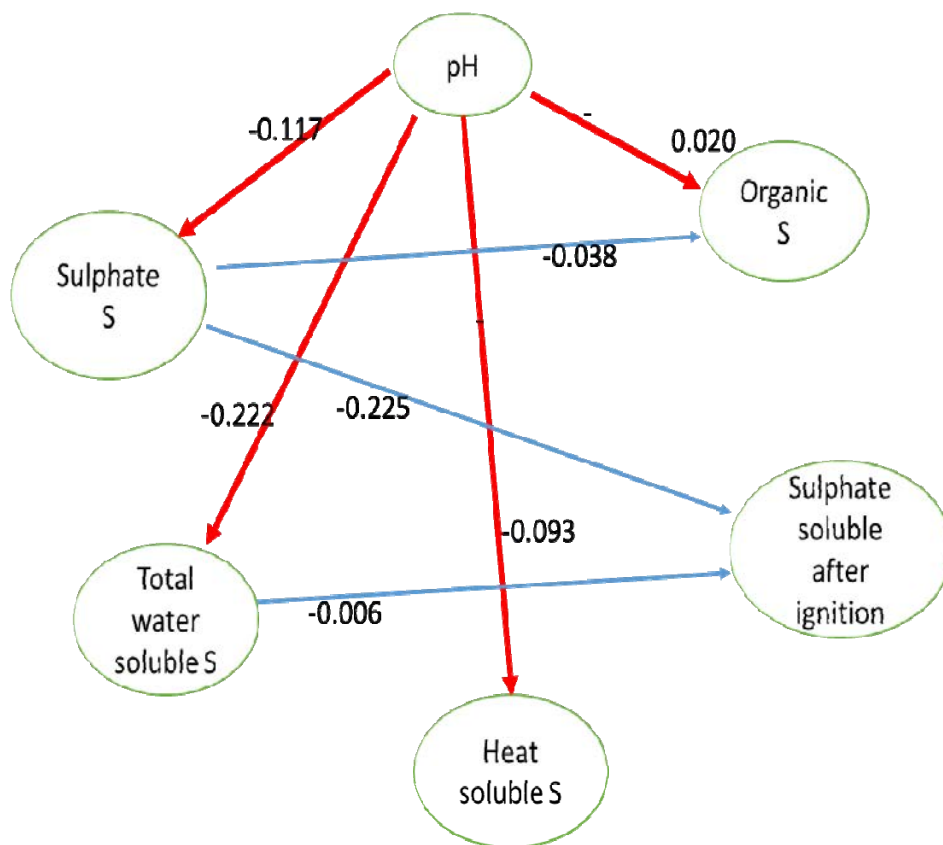 pH
-0.117
-
0.020
Organic
S
-0.038
Sulphate
S
-
-0.222
-0.225
Sulphate
soluble
after
ignition
-0.093
Total
water
soluble S
-0.006
Heat
soluble S